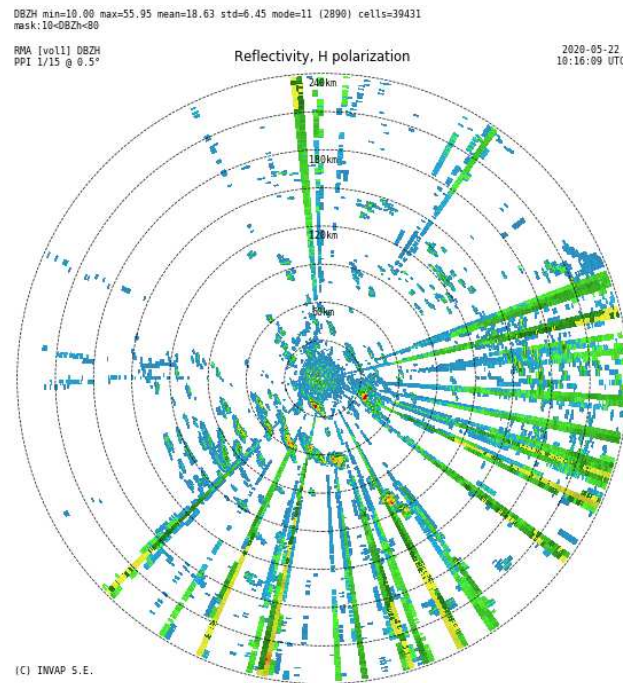 DBZH min=10.00 max=55.95 mean=18.63 std=6.45 mode=11 (2890) cells=39431
mask:10<DBZh<80
RMA [vol1] DBZH
PPI 1/15 @ 0.5°
Reflectivity, H polarization
2020-05-22
10:16:09 UTC
240km
180km
120km
60km
(C) INVAP S.E.